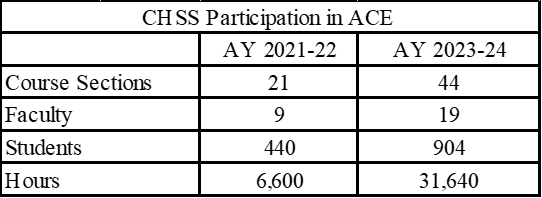 CHSS Participation in ACE
AY 2021-22 AY 2023-24
Course Sections 21 44
Faculty 9 19
Students 440 904
Hours 6,600 31,640